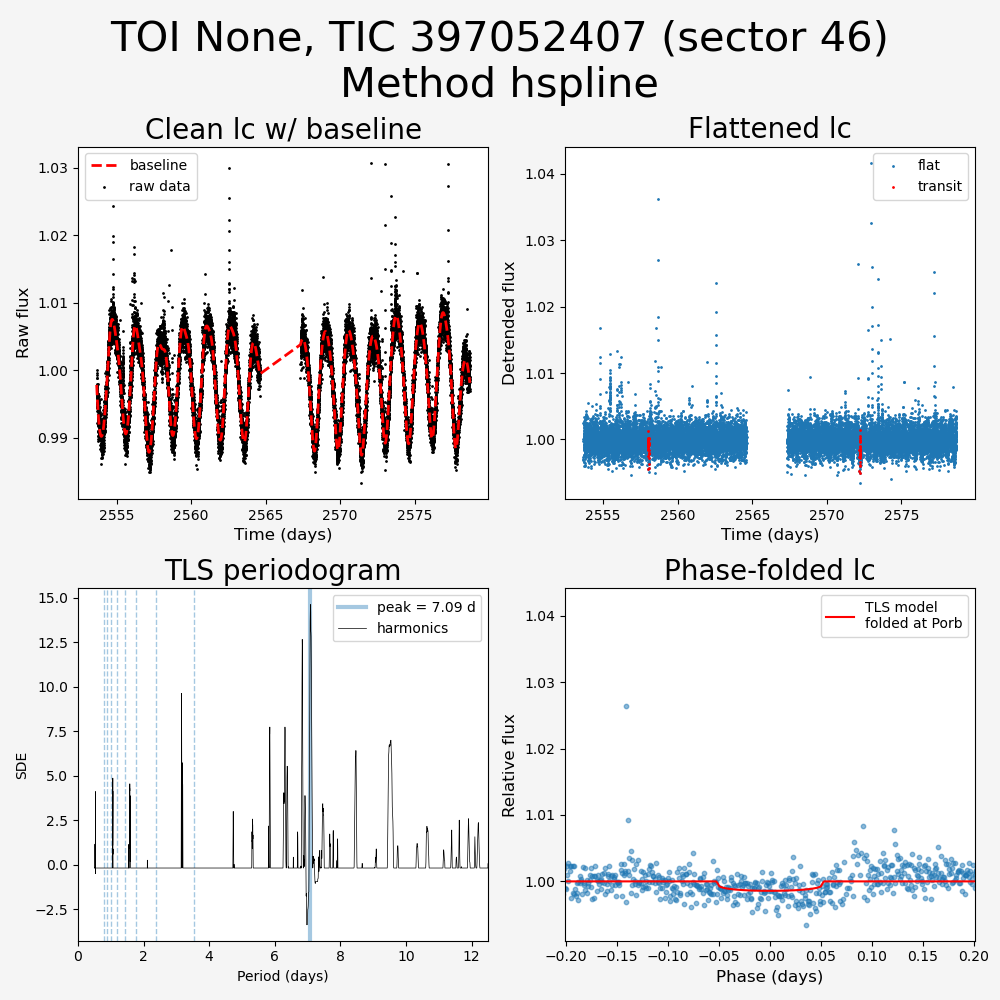 TOI None, TIC 397052407 (sector 46)
Method hspline
Clean lc w/ baseline
Flattened lc
baseline
raw data
flat
transit
1.03
1.02
1.01
1.00
0.99
Raw flux
2555
2560
2565
2570
2575
Time (days)
1.04
1.03
1.02
1.01
1.00
Detrended flux
2555
2560
2565
2570
2575
Time (days)
TLS periodogram
Phase-folded lc
peak = 7.09 d
harmonics
TLS model
folded at Porb
15.0
12.5
10.0
7.5
5.0
2.5
0.0
−2.5
SDE
0
2
4
6
8
10
12
Period (days)
1.04
1.03
1.02
1.01
1.00
Relative flux
−0.20
−0.15
−0.10
−0.05
0.00
0.05
0.10
0.15
0.20
Phase (days)